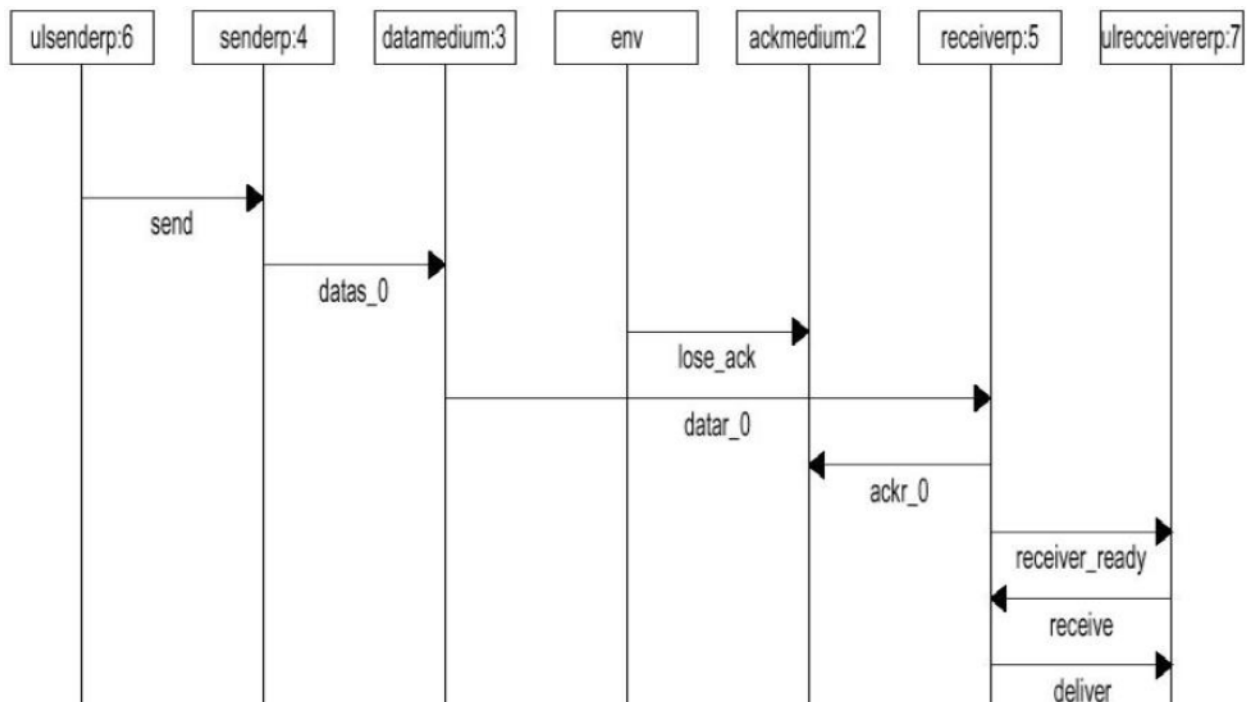 ulsenderp:6
senderp:4
datamedium:3
env
ackmedium:2
receiverp:5
ulrecceivererp:7
send
datas_0
lose_ack
datar_0
ackr_0
receiver_ready
receive
deliver